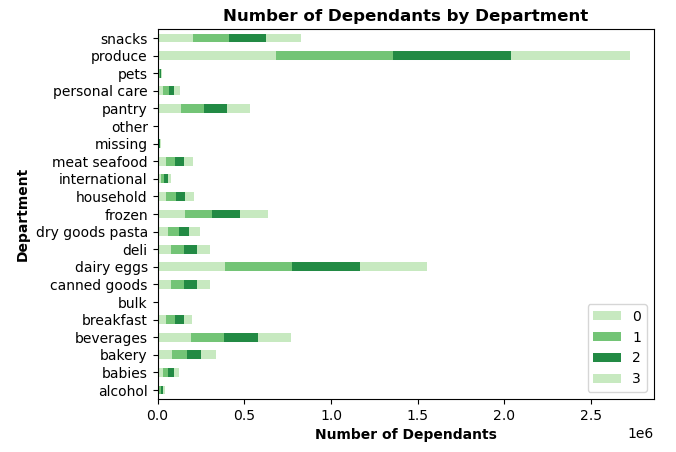 Number of Dependants by Department
snacks
produce
pets
personal care
pantry
other
missing
meat seafood
international
household
frozen
dry goods pasta
deli
dairy eggs
canned goods
bulk
breakfast
beverages
bakery
babies
alcohol
Department
0
1
2
3
0.0 0.5 1.0 1.5 2.0 2.5
1e6
Number of Dependants